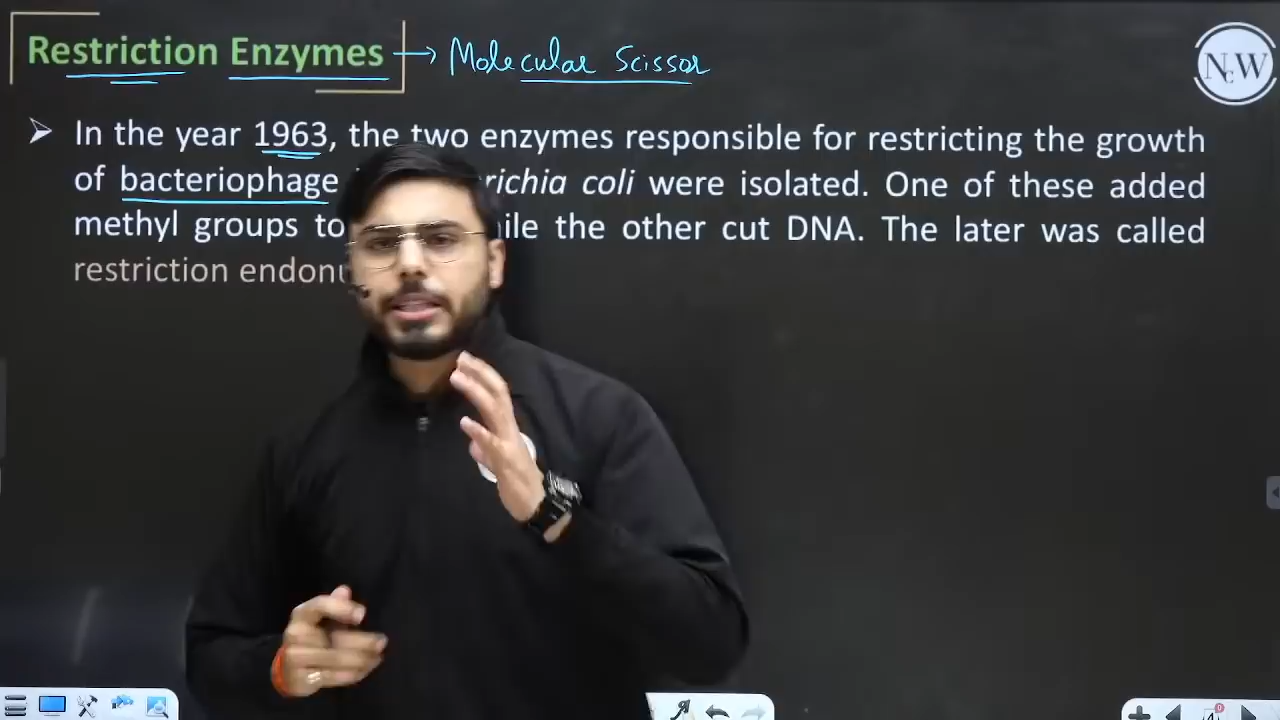 Restriction Enzymes → Molecular Scissor
NCW
➤ In the year 1963, the two enzymes responsible for restricting the growth
of bacteriophage richia coli were isolated. One of these added
methyl groups to ile the other cut DNA. The later was called
restriction endonu